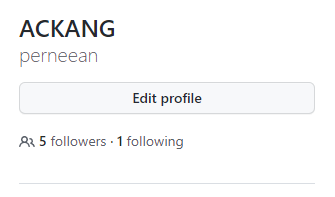 ACKANG
perneean
Edit profile
5 followers · 1 following